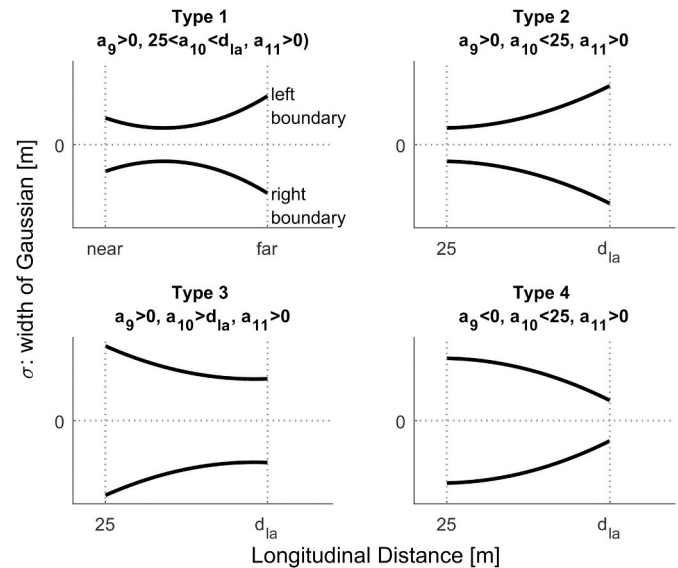 Type 1
a9>0, 25<a10<dla, a11>0)
left
boundary
0
right
boundary
near
far
Type 2
a9>0, a10<25, a11>0
0
25
dla
σ: width of Gaussian [m]
Type 3
a9>0, a10>dla, a11>0
0
25
dla
Type 4
a9<0, a10<25, a11>0
0
25
dla
Longitudinal Distance [m]